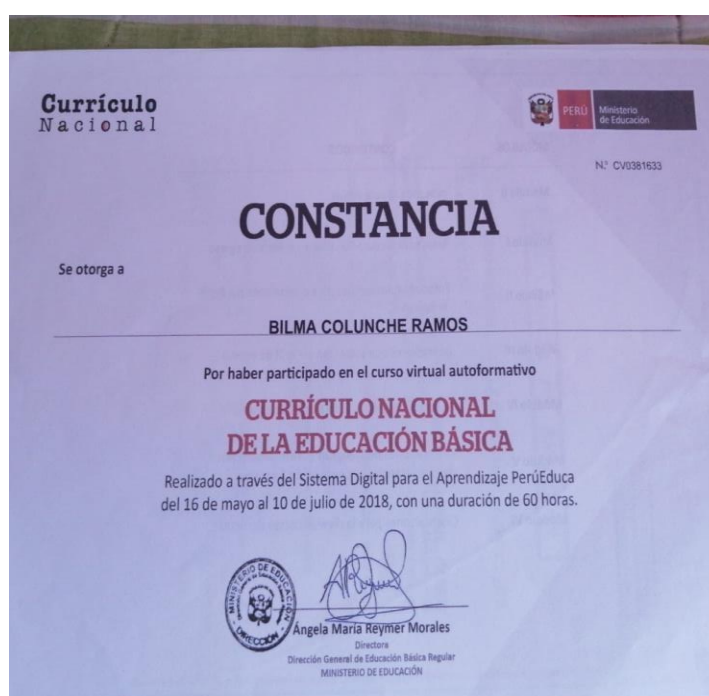 Currículo
Nacional
PERÚ
Ministerio
de Educación
N.° CV0381633
CONSTANCIA
Se otorga a
BILMA COLUNCHE RAMOS
Por haber participado en el curso virtual autoformativo
CURRÍCULO NACIONAL
DE LA EDUCACIÓN BÁSICA
Realizado a través del Sistema Digital para el Aprendizaje PerúEduca
del 16 de mayo al 10 de julio de 2018, con una duración de 60 horas.
MINISTERIO DE EDUCACIÓN
DIRECCIÓN
Ángela María Reymer Morales
Directora
Dirección General de Educación Básica Regular
MINISTERIO DE EDUCACIÓN